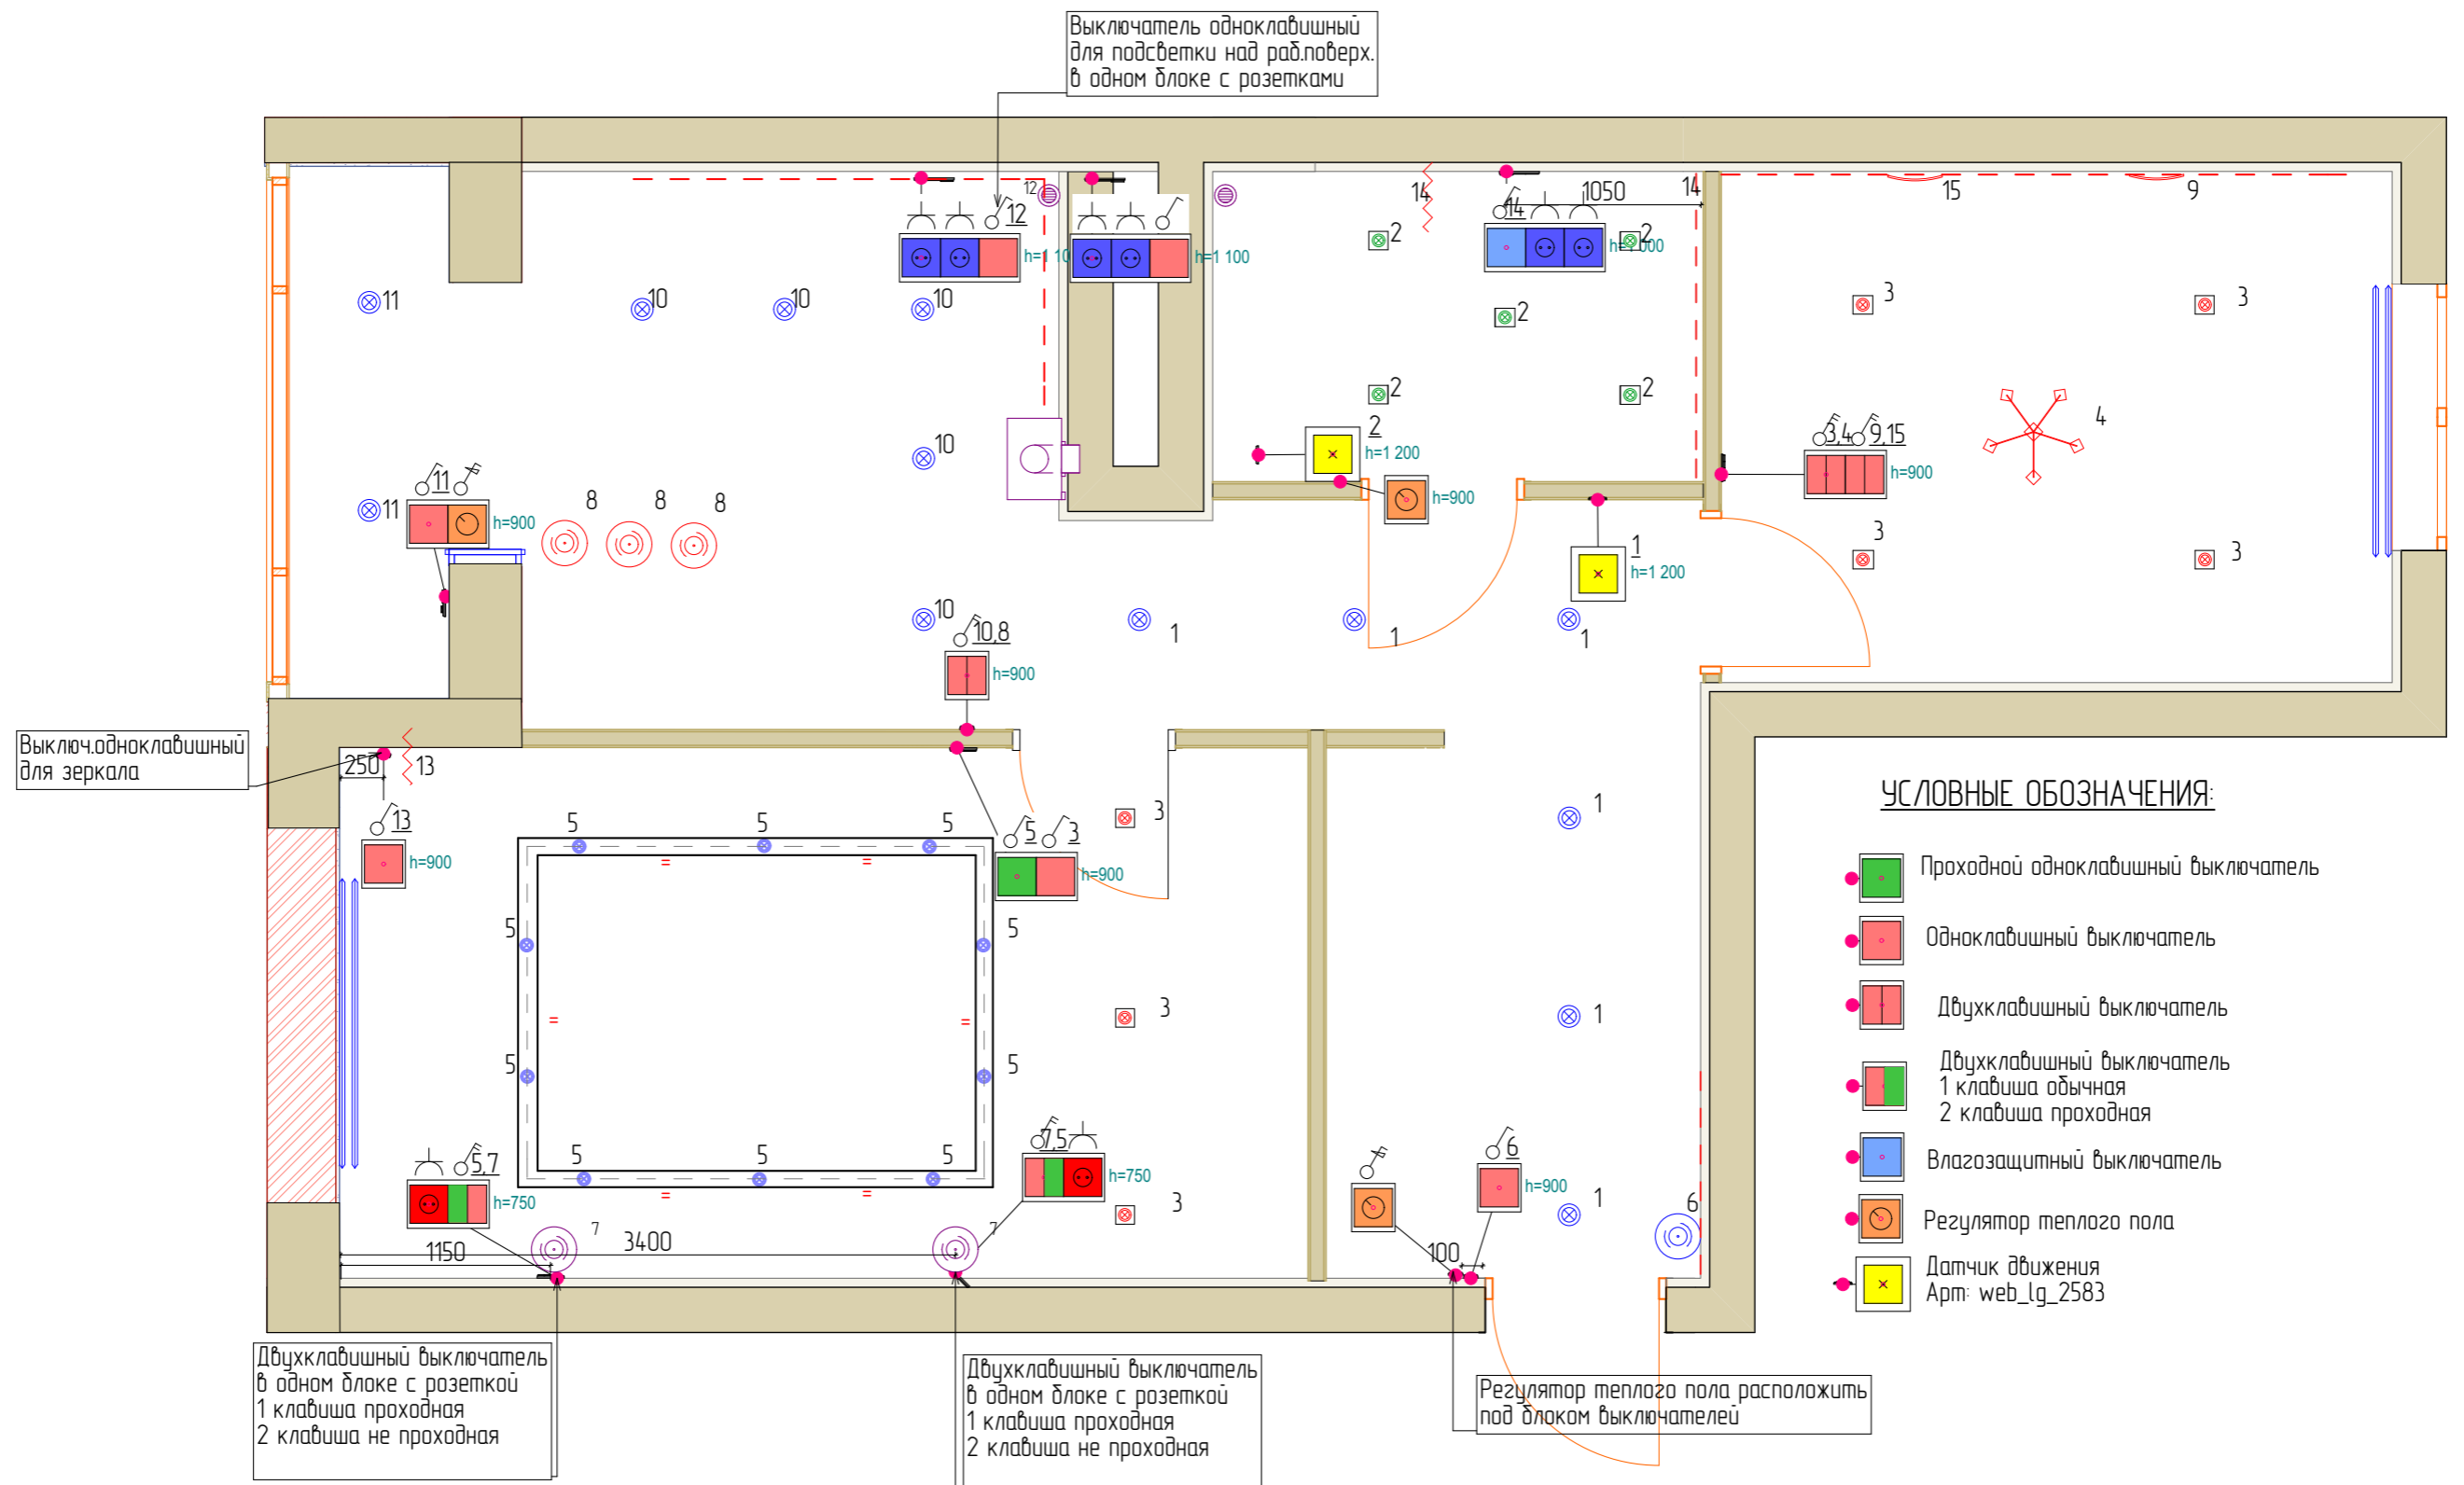 Выключатель одноклавишный
для подсветки над раб.поверх.
в одном блоке с розетками
12
12
h=1 100
h=1 100
14
14
1050
14
h=1 000
15
9
2
2
2
2
2
11
10
10
10
3
3
4
10
2
h=1 200
3,4
9,15
h=900
h=900
11
h=900
11
8
8
8
1
h=1 200
3
3
10
10,8
h=900
1
1
1
Выключ.одноклавишный
для зеркала
250
13
13
h=900
5
5
5
5
3
h=900
3
1
5
5
3
1
5
5
5
5
5
7,5
h=750
5,7
h=750
7
7
3400
1150
3
6
h=900
100
1
6
УСЛОВНЫЕ ОБОЗНАЧЕНИЯ:
Проходной одноклавишный выключатель
Одноклавишный выключатель
Двухклавишный выключатель
Двухклавишный выключатель
1 клавиша обычная
2 клавиша проходная
Влагозащитный выключатель
Регулятор теплого пола
Датчик движения
Арт: web_lg_2583
Двухклавишный выключатель
в одном блоке с розеткой
1 клавиша проходная
2 клавиша не проходная
Двухклавишный выключатель
в одном блоке с розеткой
1 клавиша проходная
2 клавиша не проходная
Регулятор теплого пола расположить
под блоком выключателей